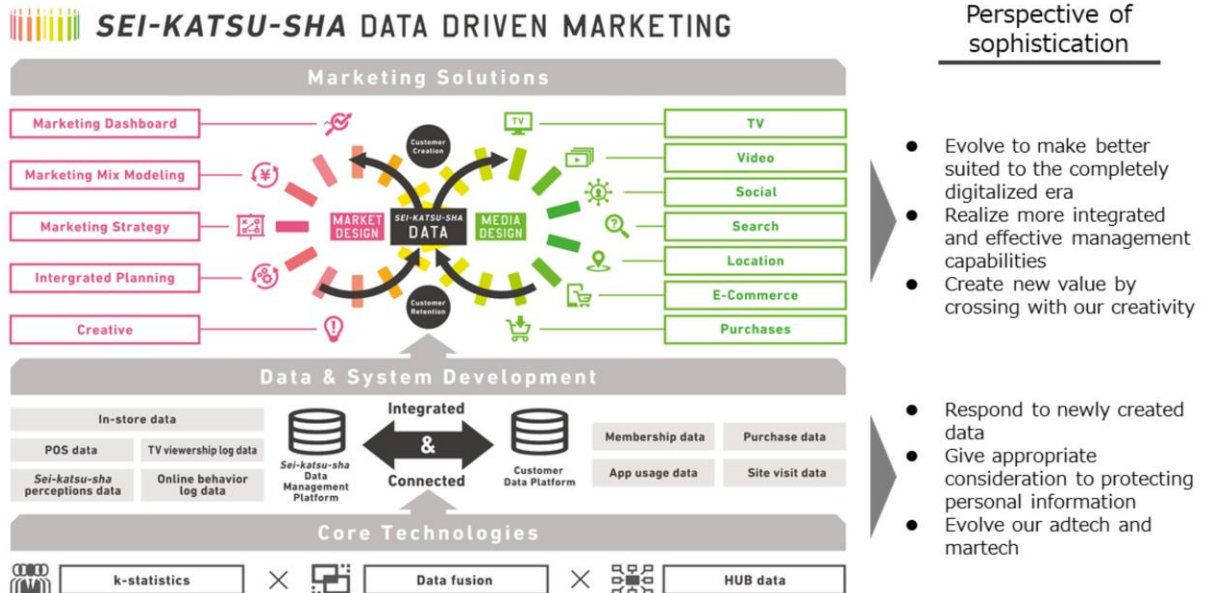 SEI-KATSU-SHA DATA DRIVEN MARKETING
Perspective of
sophistication
Marketing Solutions
Marketing Dashboard
Marketing Mix Modeling
Marketing Strategy
Intergrated Planning
Creative
¥
Customer
Creation
MARKET
DESIGN
SEI-KATSU-SHA
DATA
MEDIA
DESIGN
Customer
Retention
TV
?
TV
Video
Social
Search
Location
E-Commerce
Purchases
● Evolve to make better
suited to the completely
digitalized era
● Realize more integrated
and effective management
capabilities
● Create new value by
crossing with our creativity
Data & System Development
In-store data
POS data
TV viewership log data
Sei-katsu-sha
perceptions data
Online behavior
log data
Sei-katsu-sha
Data
Management
Platform
Integrated
&
Connected
Customer
Data Platform
Membership data
Purchase data
App usage data
Site visit data
● Respond to newly created
data
● Give appropriate
consideration to protecting
personal information
● Evolve our adtech and
martech
Core Technologies
k-statistics
×
Data fusion
×
HUB data